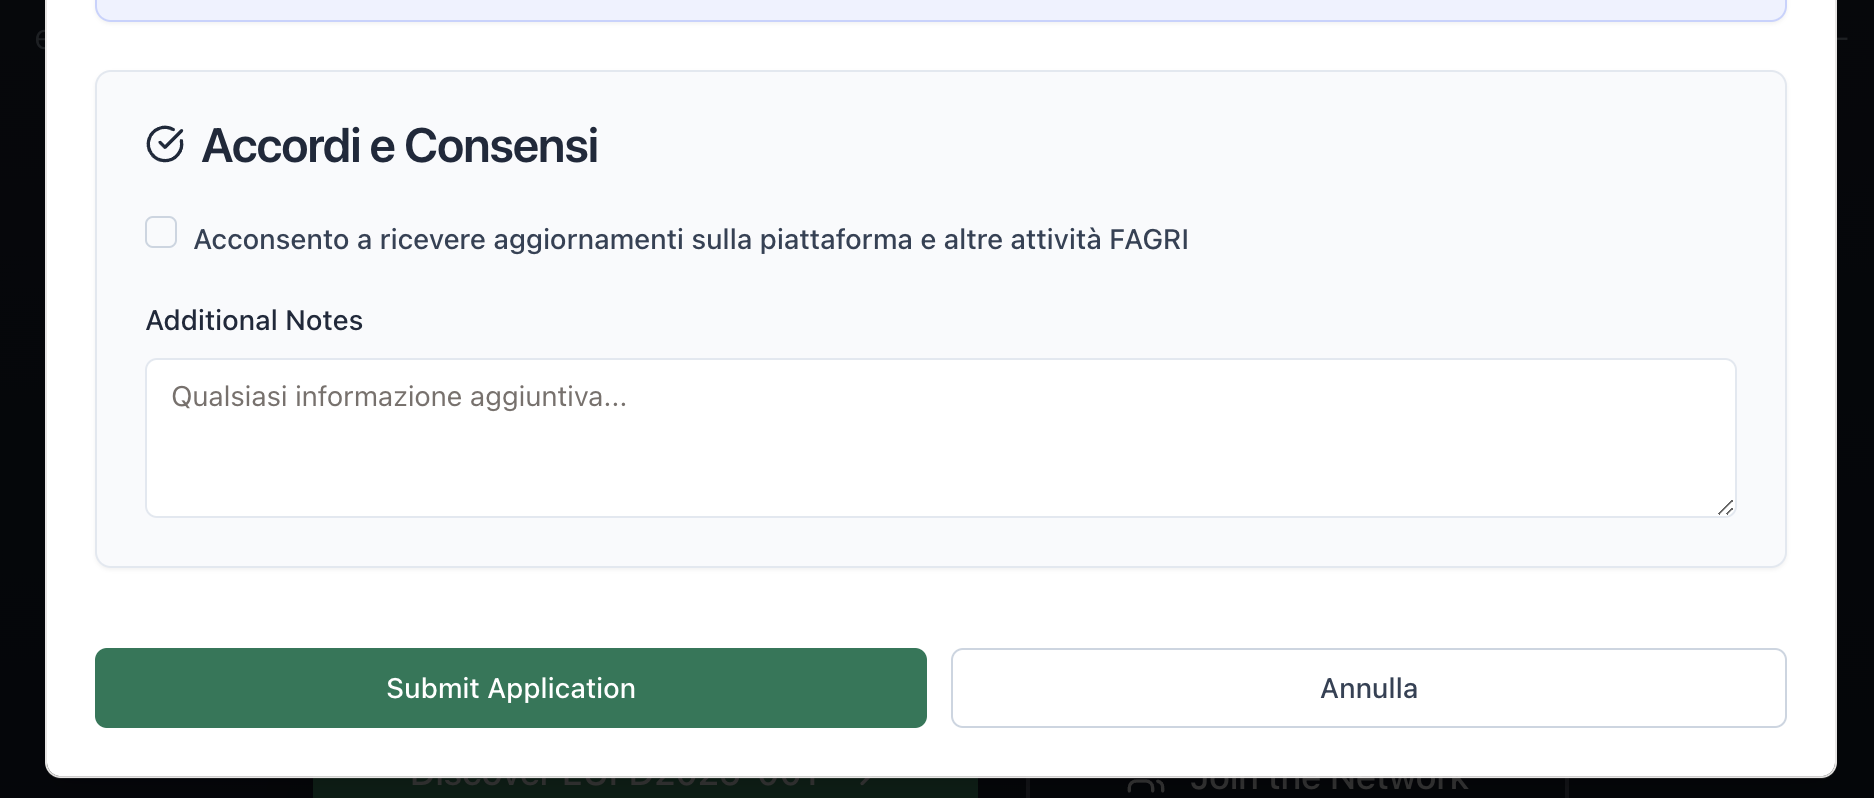 Accordi e Consensi
Acconsento a ricevere aggiornamenti sulla piattaforma e altre attività FAGRI
Additional Notes
Qualsiasi informazione aggiuntiva...
Submit Application
Annulla
Join the Network